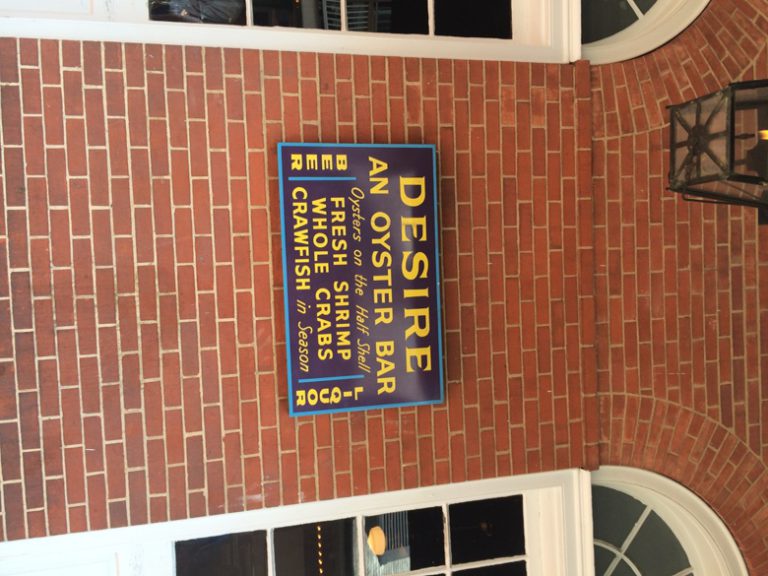 DESIRE
AN OYSTER BAR
Oysters on the Half Shell
BEER
FRESH SHRIMP
WHOLE CRABS
CRAWFISH in Season
LIQUOR